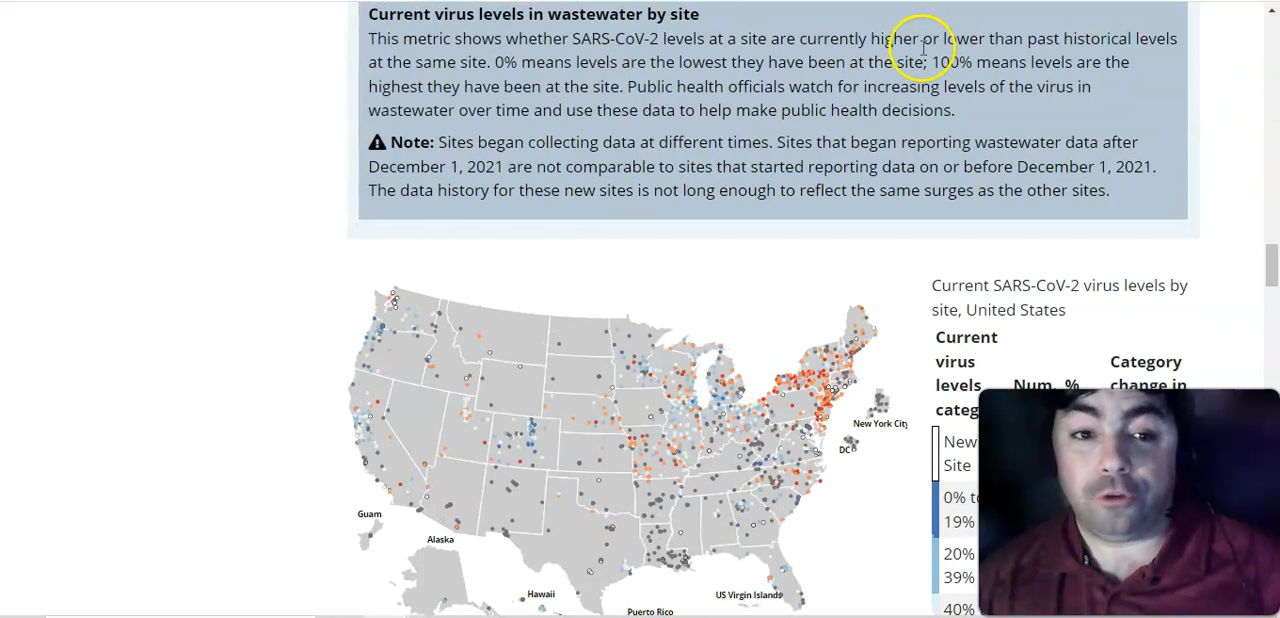 Current virus levels in wastewater by site
This metric shows whether SARS-CoV-2 levels at a site are currently higher or lower than past historical levels
at the same site. 0% means levels are the lowest they have been at the site; 100% means levels are the
highest they have been at the site. Public health officials watch for increasing levels of the virus in
wastewater over time and use these data to help make public health decisions.
Note: Sites began collecting data at different times. Sites that began reporting wastewater data after
December 1, 2021 are not comparable to sites that started reporting data on or before December 1, 2021.
The data history for these new sites is not long enough to reflect the same surges as the other sites.
Current SARS-CoV-2 virus levels by
site, United States
Current
virus
levels
categ
Num.
%
Category
change in
New
Site
0% to
19%
20%
39%
40%
New York City
DC
Guam
Alaska
Hawaii
US Virgin Islands
Puerto Rico